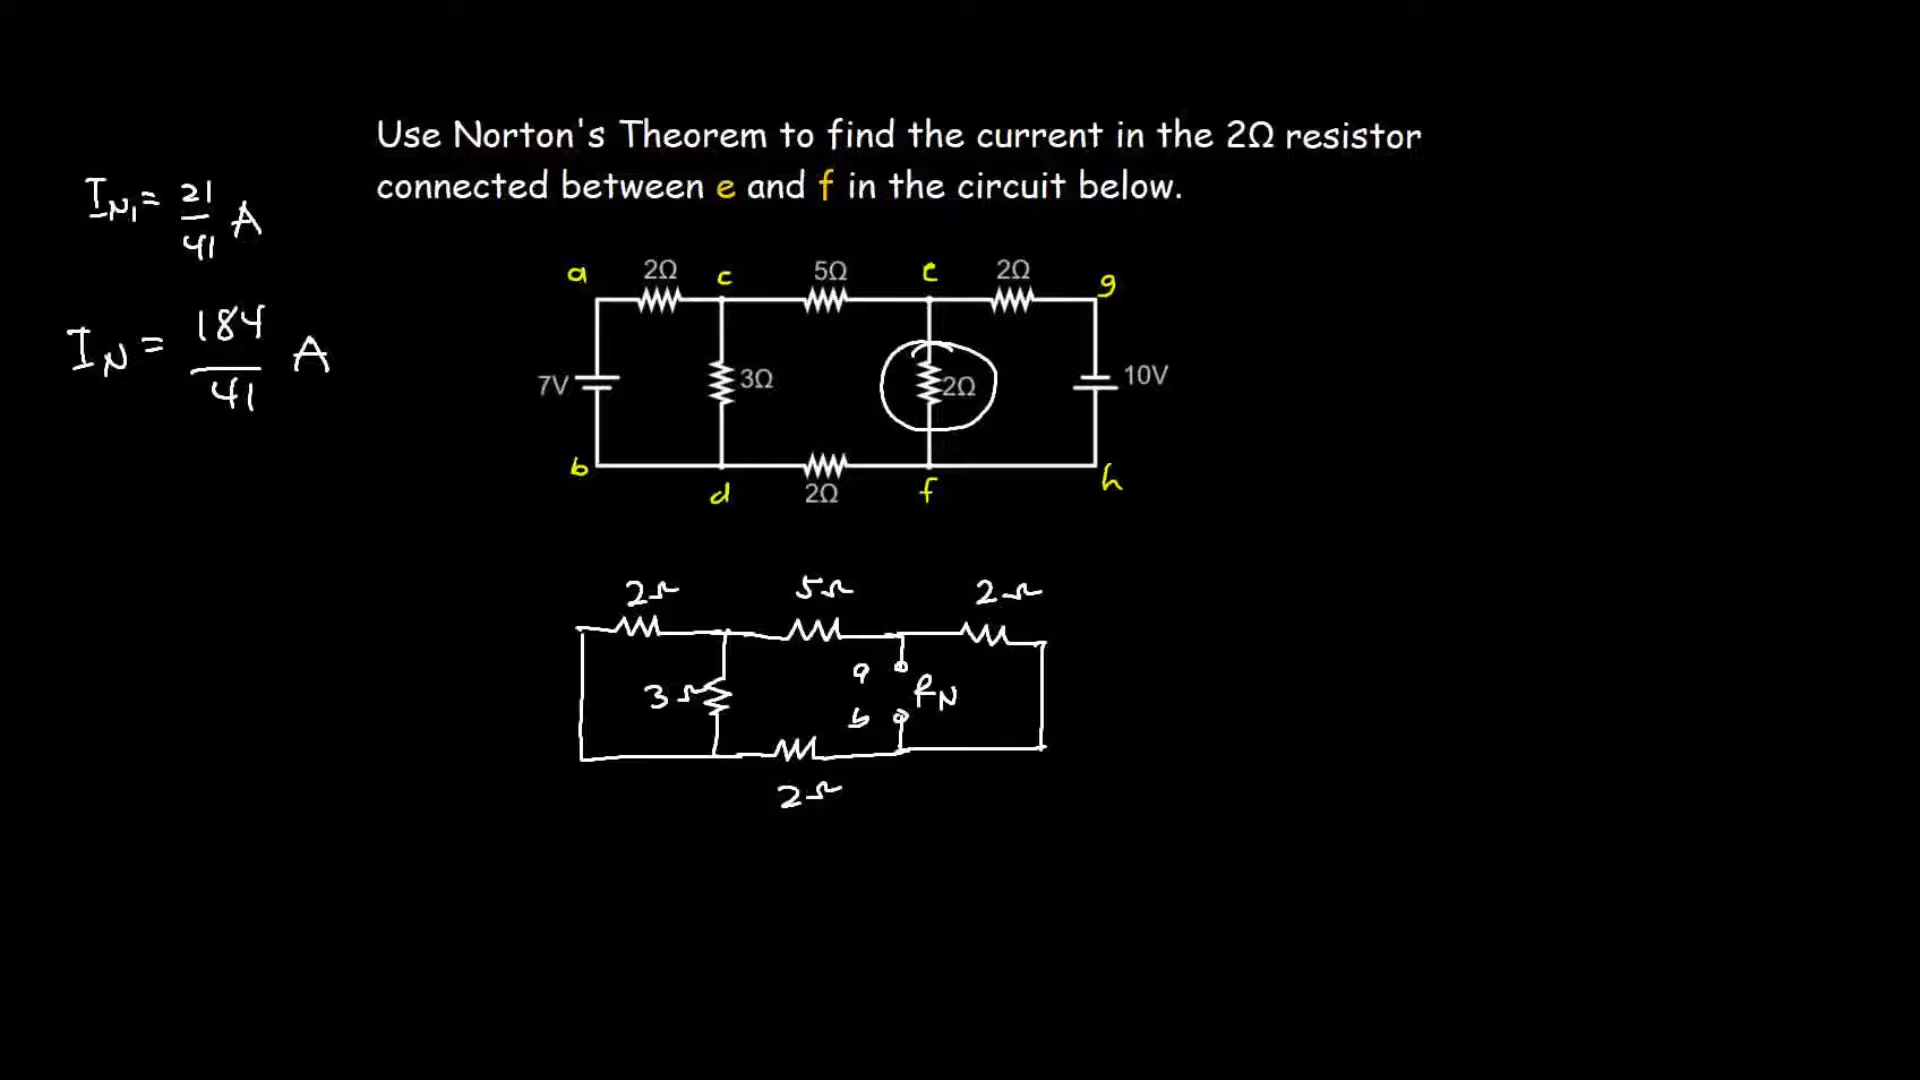 Use Norton's Theorem to find the current in the 2Ω resistor
connected between e and f in the circuit below.
I_N1 = 21/41 A
I_N = 184/41 A
a 2Ω c 5Ω e 2Ω g
7V 3Ω 2Ω 10V
b d 2Ω f h
2Ω 5Ω 2Ω
3Ω a R_N
b
2Ω